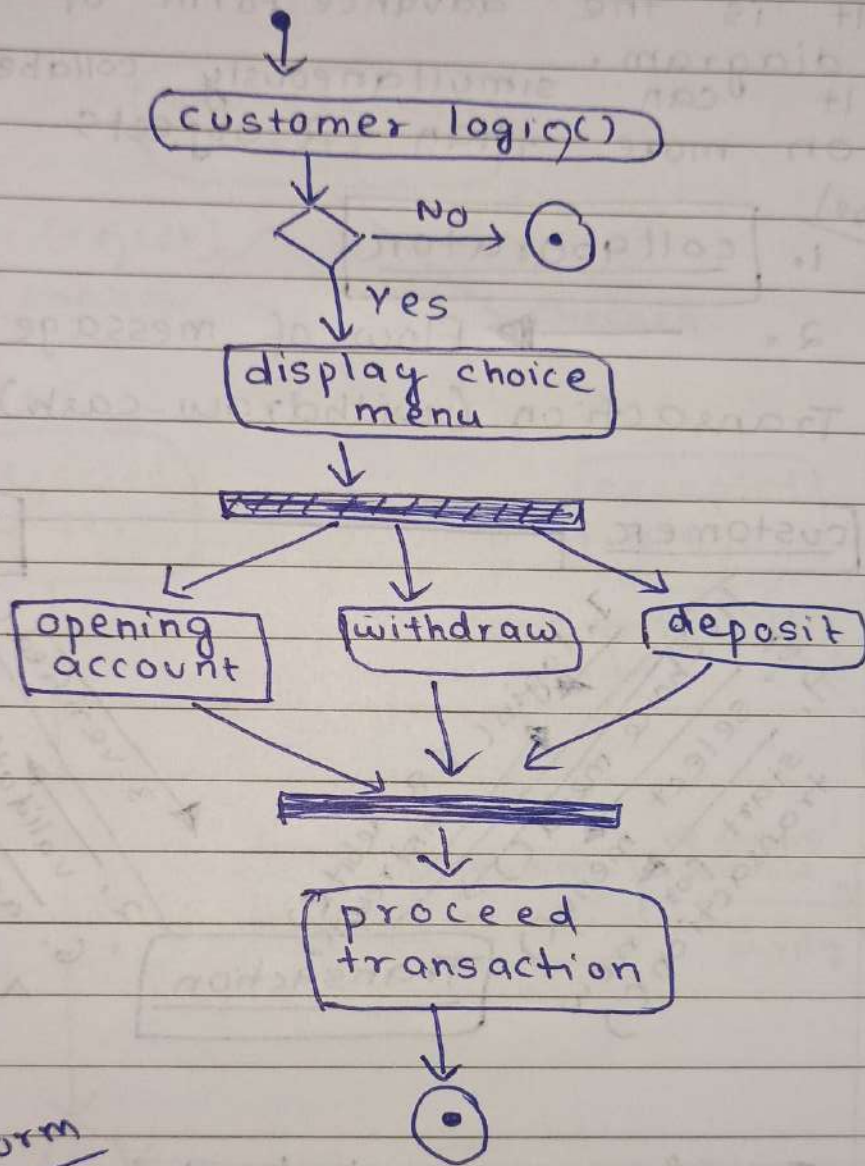 customer login()
No
Yes
display choice
menu
opening
account
withdraw
deposit
proceed
transaction